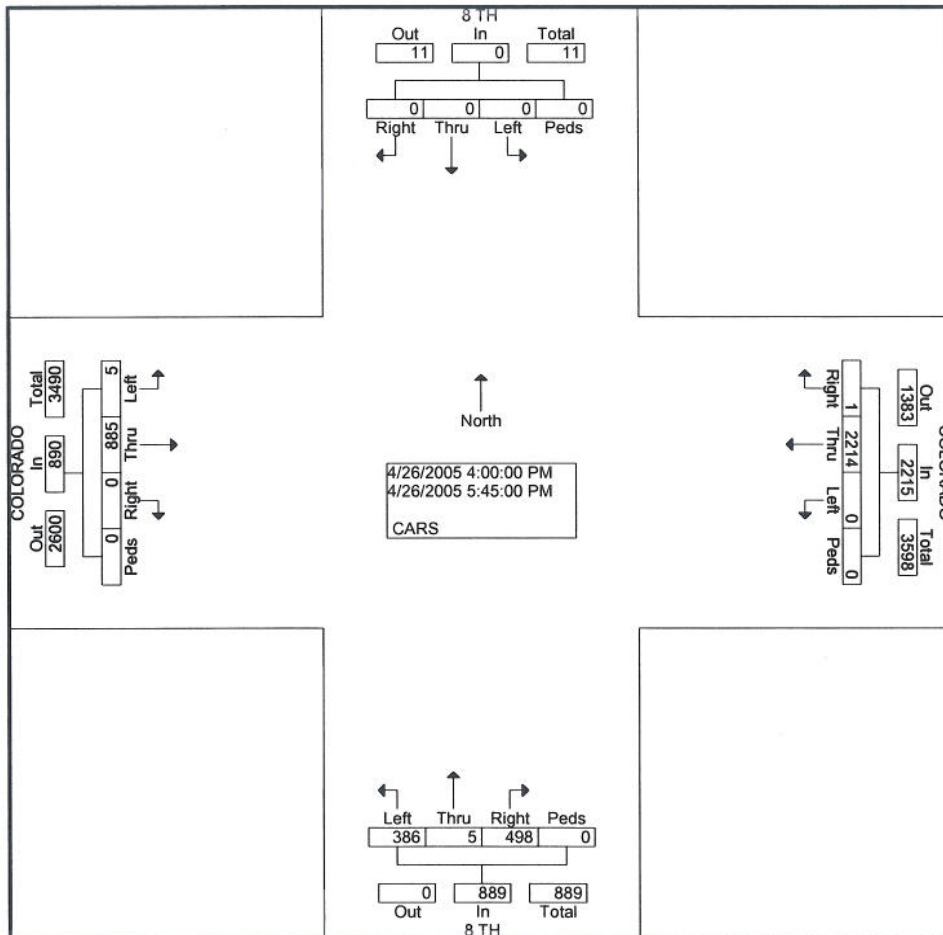 8 TH
Out In Total
11 0 11
0 0 0 0
Right Thru Left Peds
COLORADO
Total In Out
3490 890 2600
5 885 0 0
Left Thru Right Peds
North
4/26/2005 4:00:00 PM
4/26/2005 5:45:00 PM
CARS
Right Thru Left Peds
1 2214 0 0
Out In Total
1383 2215 3598
COLORADO
Left Thru Right Peds
386 5 498 0
0 889 889
Out In Total
8 TH